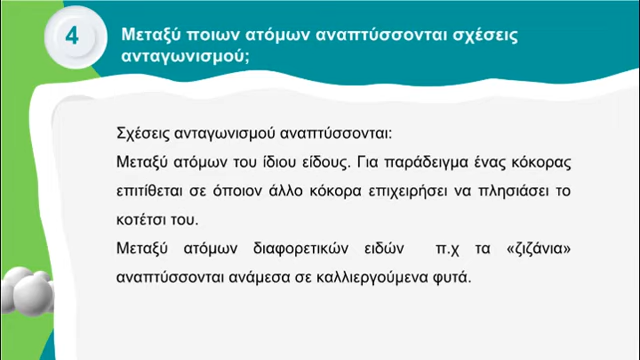 4
Μεταξύ ποιων ατόμων αναπτύσσονται σχέσεις
ανταγωνισμού;
Σχέσεις ανταγωνισμού αναπτύσσονται:
Μεταξύ ατόμων του ίδιου είδους. Για παράδειγμα ένας κόκορας
επιτίθεται σε όποιον άλλο κόκορα επιχειρήσει να πλησιάσει το
κοτέτσι του.
Μεταξύ ατόμων διαφορετικών ειδών π.χ τα «ζιζάνια»
αναπτύσσονται ανάμεσα σε καλλιεργούμενα φυτά.